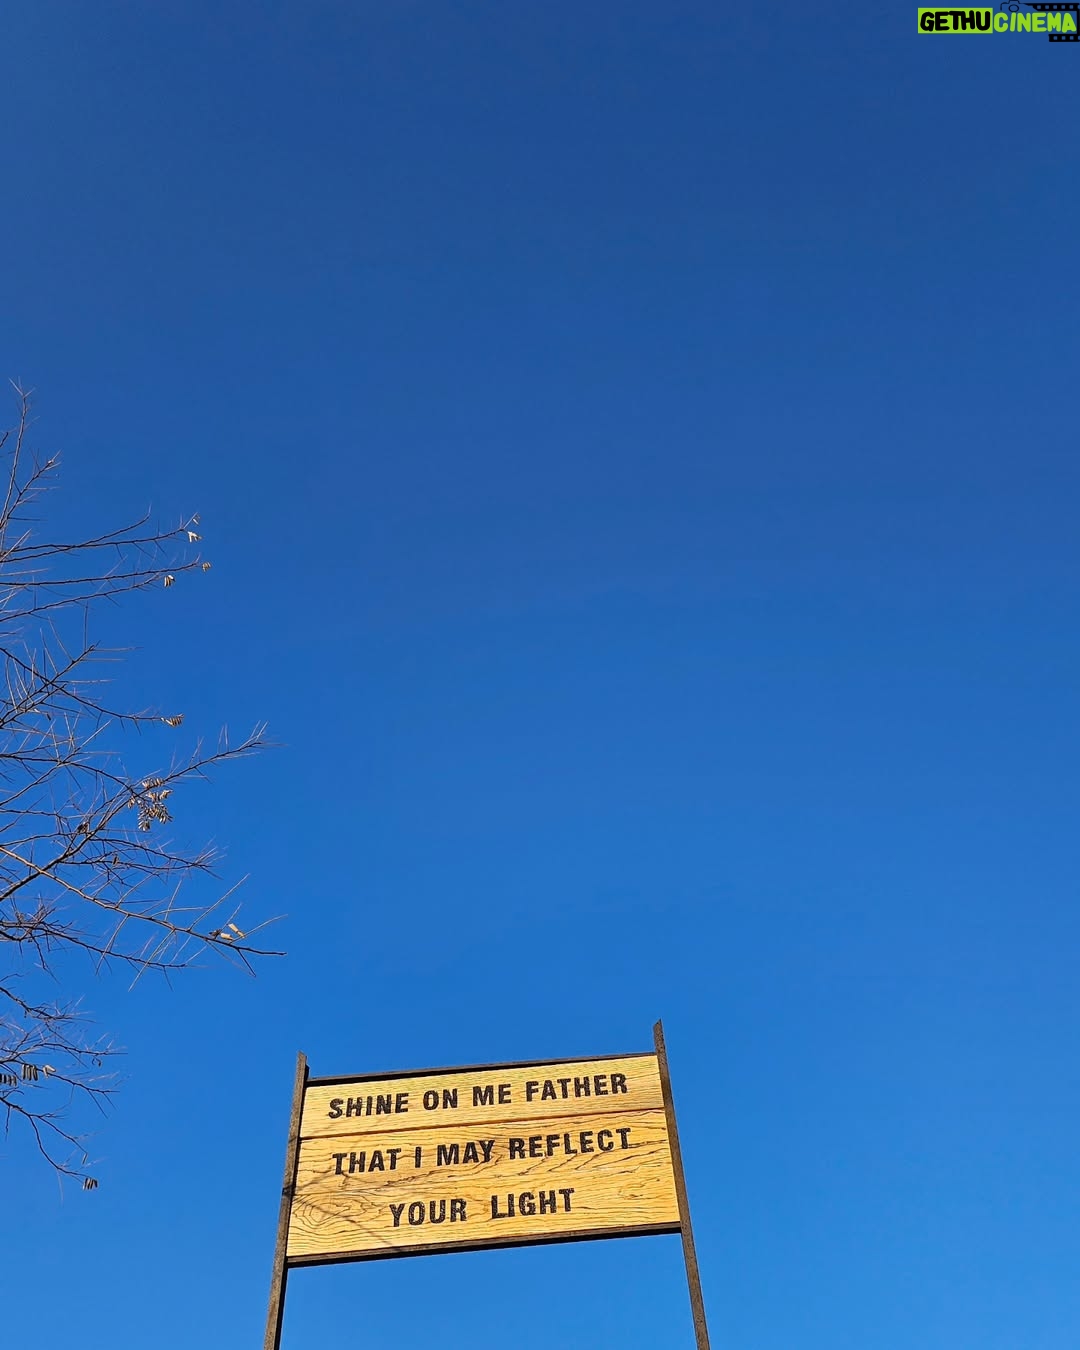 GETHUCINEMA
SHINE ON ME FATHER
THAT I MAY REFLECT
YOUR LIGHT